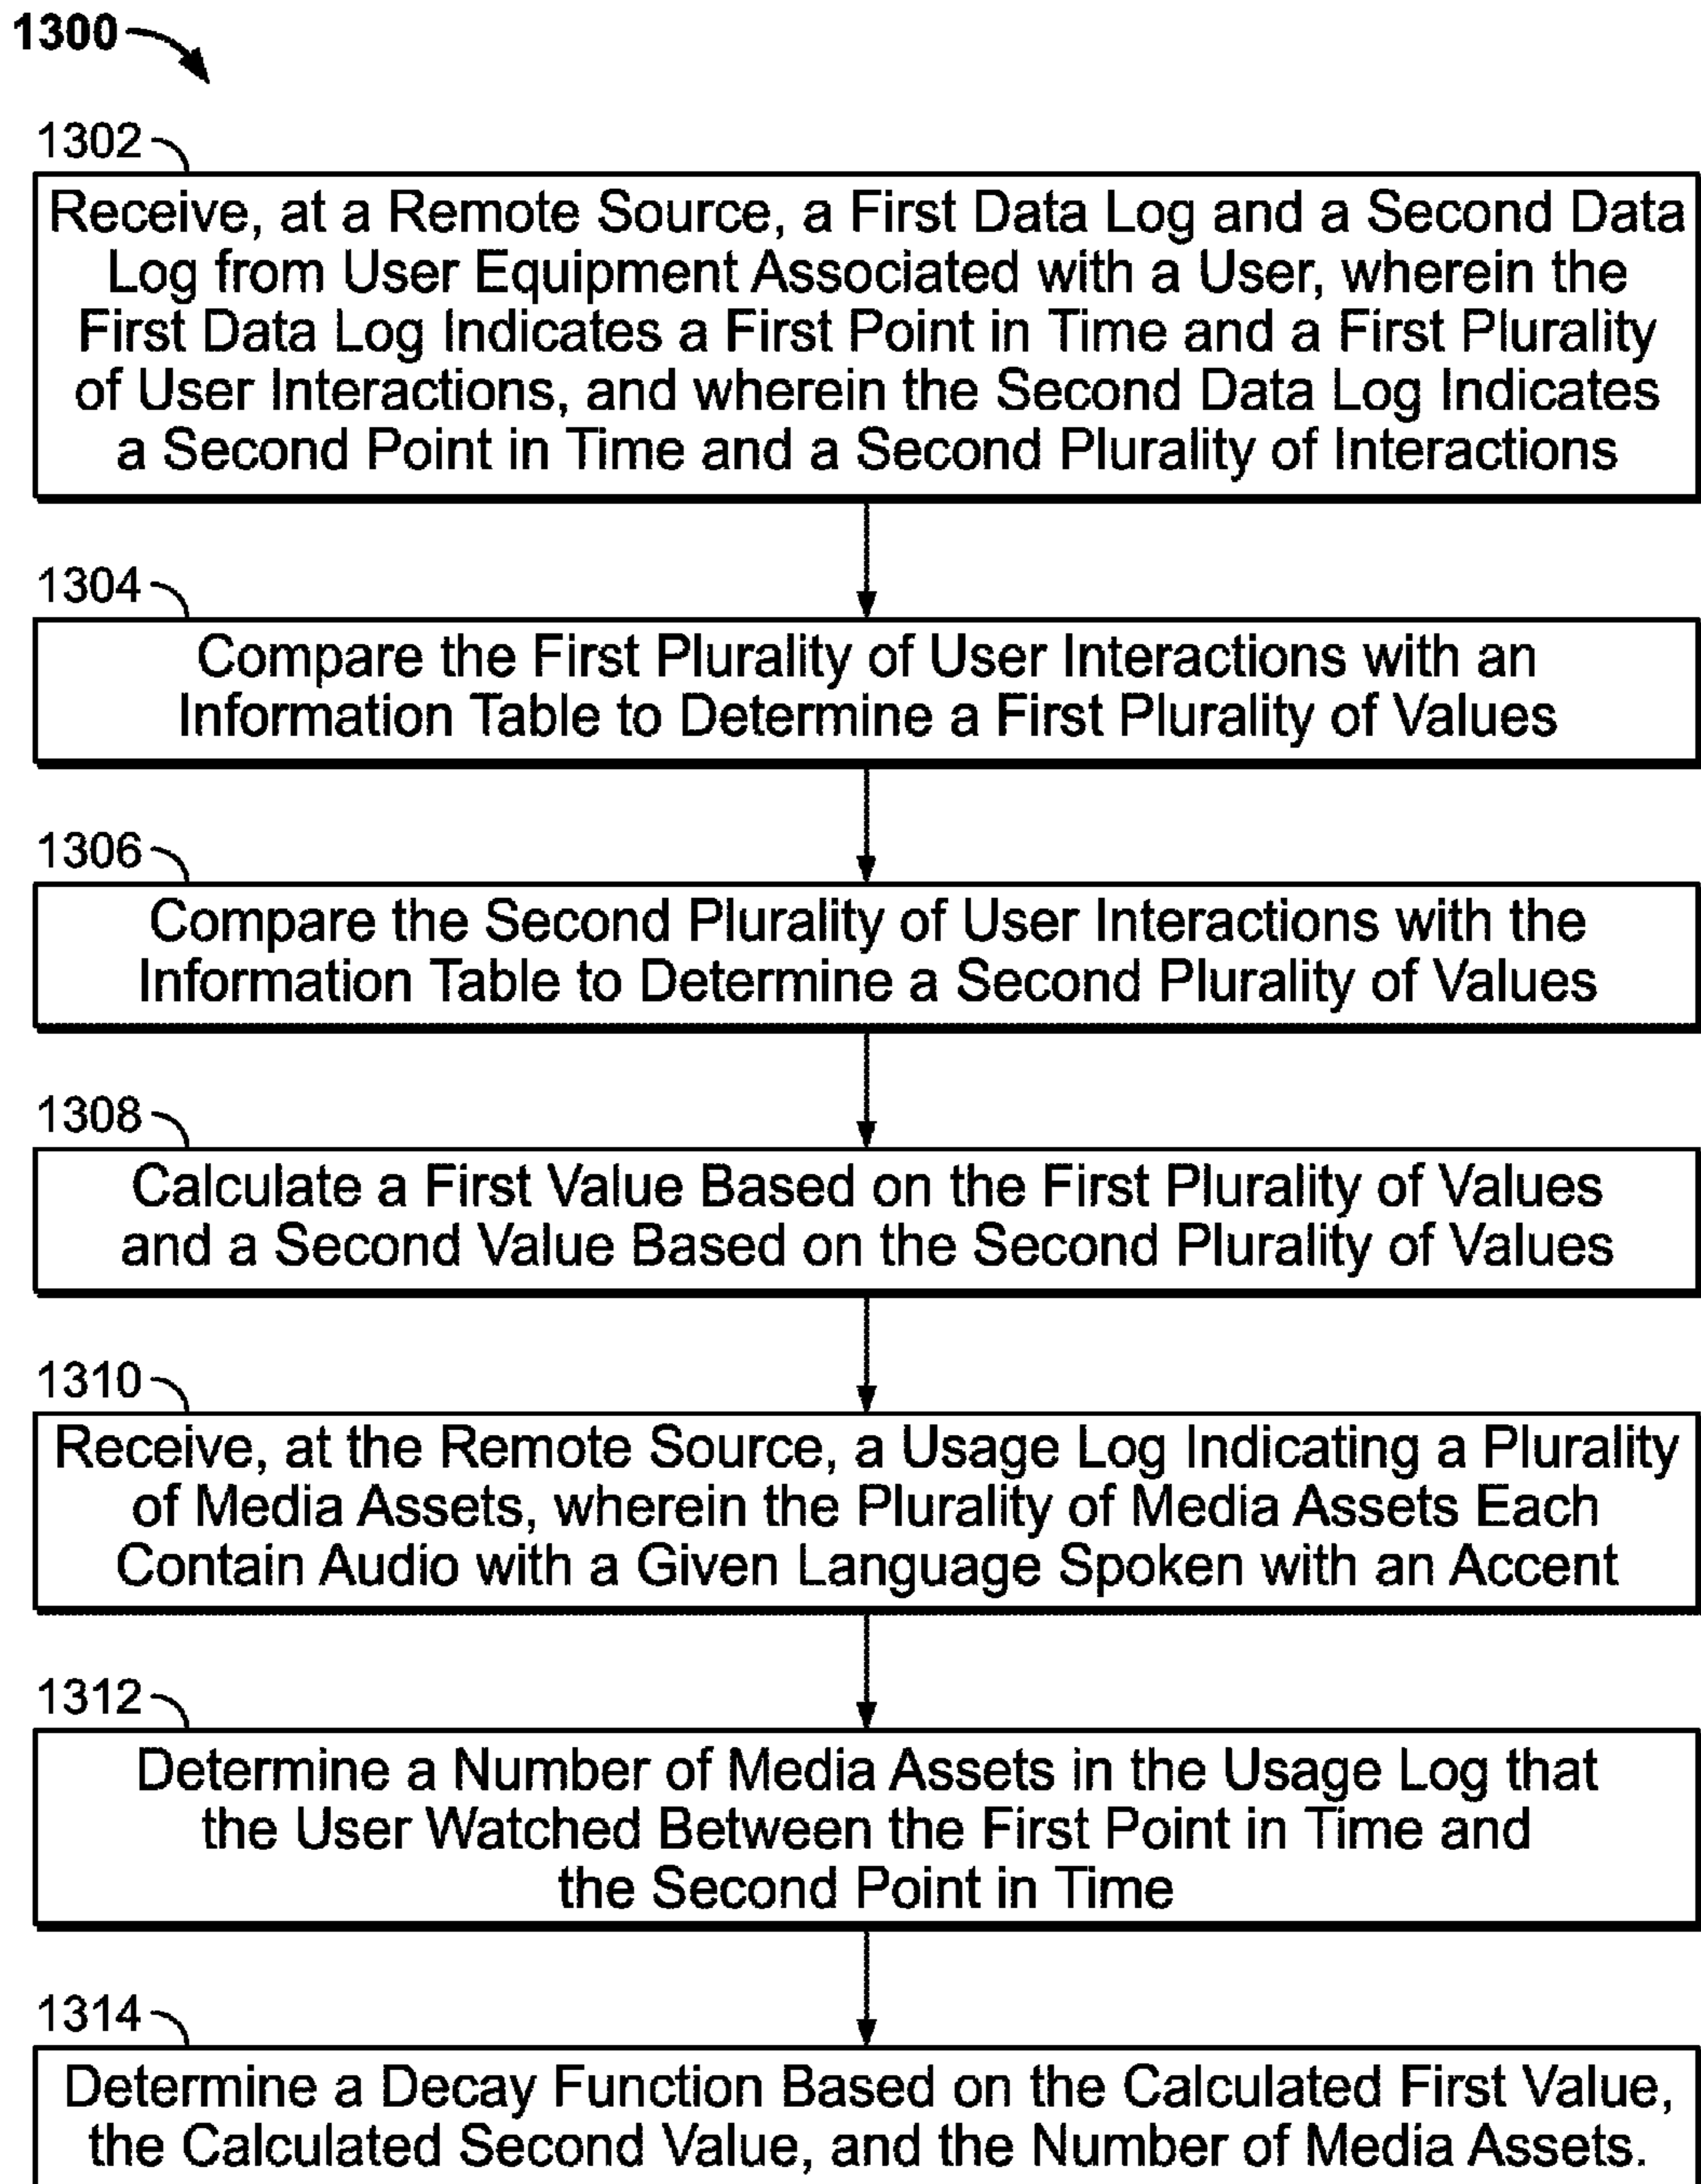 1300
1302
Receive, at a Remote Source, a First Data Log and a Second Data
Log from User Equipment Associated with a User, wherein the
First Data Log Indicates a First Point in Time and a First Plurality
of User Interactions, and wherein the Second Data Log Indicates
a Second Point in Time and a Second Plurality of Interactions
1304
Compare the First Plurality of User Interactions with an
Information Table to Determine a First Plurality of Values
1306
Compare the Second Plurality of User Interactions with the
Information Table to Determine a Second Plurality of Values
1308
Calculate a First Value Based on the First Plurality of Values
and a Second Value Based on the Second Plurality of Values
1310
Receive, at the Remote Source, a Usage Log Indicating a Plurality
of Media Assets, wherein the Plurality of Media Assets Each
Contain Audio with a Given Language Spoken with an Accent
1312
Determine a Number of Media Assets in the Usage Log that
the User Watched Between the First Point in Time and
the Second Point in Time
1314
Determine a Decay Function Based on the Calculated First Value,
the Calculated Second Value, and the Number of Media Assets.